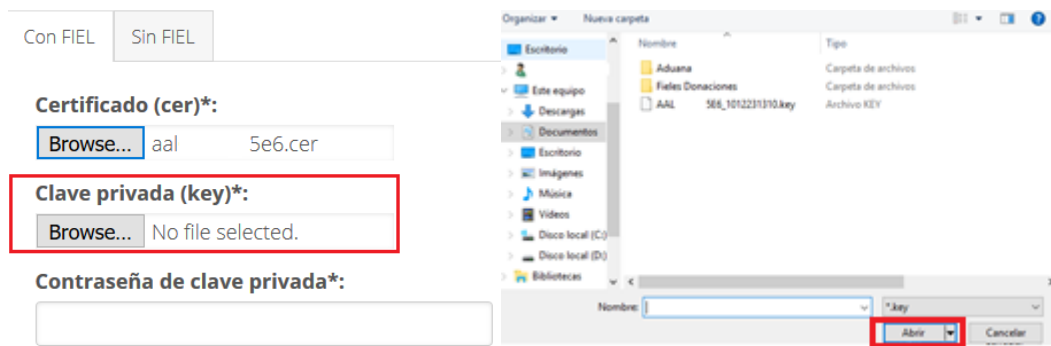 Con FIEL
Sin FIEL
Certificado (cer)*:
Browse... aal 5e6.cer
Clave privada (key)*:
Browse... No file selected.
Contraseña de clave privada*:
Organizar Nueva carpeta
Nombre Tipo
Escritorio
Este equipo
Descargas
Documentos
Escritorio
Imágenes
Música
Vídeos
Disco local (C:)
Disco local (D:)
Bibliotecas
Aduana Carpeta de archivos
Fieles Donaciones Carpeta de archivos
AAL 5E6_1012231310.key Archivo KEY
Nombre: *.key
Abrir Cancelar